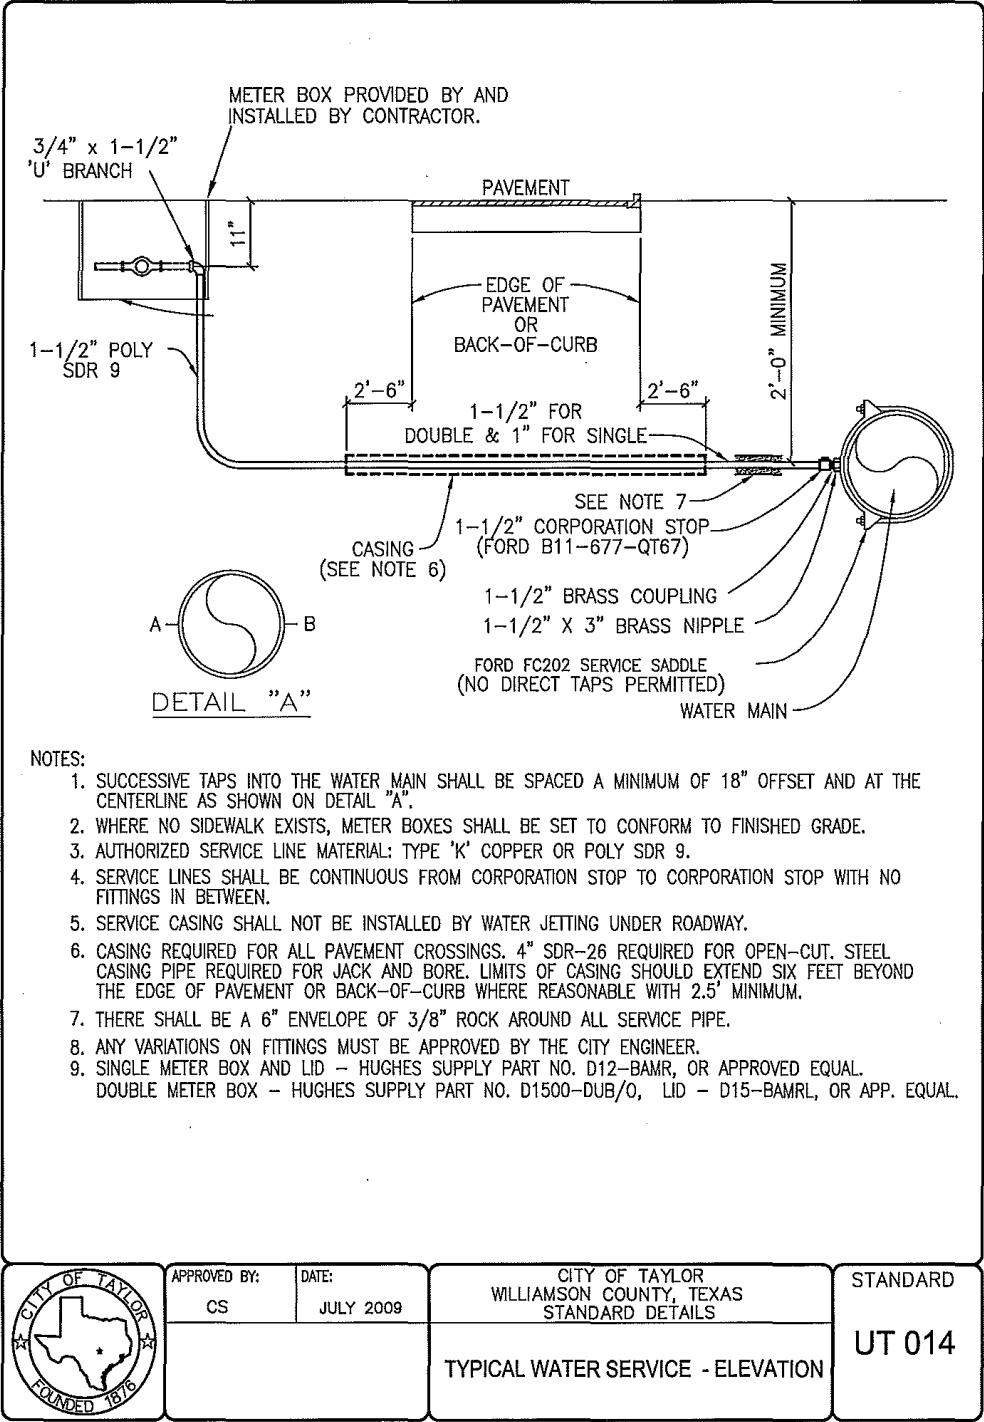 METER BOX PROVIDED BY AND
INSTALLED BY CONTRACTOR.
3/4" x 1-1/2"
'U' BRANCH
PAVEMENT
11"
EDGE OF
PAVEMENT
OR
BACK-OF-CURB
2'-0" MINIMUM
1-1/2" POLY
SDR 9
2'-6"
2'-6"
1-1/2" FOR
DOUBLE & 1" FOR SINGLE
SEE NOTE 7
1-1/2" CORPORATION STOP
(FORD B11-677-QT67)
CASING
(SEE NOTE 6)
1-1/2" BRASS COUPLING
1-1/2" X 3" BRASS NIPPLE
A
B
FORD FC202 SERVICE SADDLE
(NO DIRECT TAPS PERMITTED)
DETAIL "A"
WATER MAIN
NOTES:
1. SUCCESSIVE TAPS INTO THE WATER MAIN SHALL BE SPACED A MINIMUM OF 18" OFFSET AND AT THE
CENTERLINE AS SHOWN ON DETAIL "A".
2. WHERE NO SIDEWALK EXISTS, METER BOXES SHALL BE SET TO CONFORM TO FINISHED GRADE.
3. AUTHORIZED SERVICE LINE MATERIAL: TYPE 'K' COPPER OR POLY SDR 9.
4. SERVICE LINES SHALL BE CONTINUOUS FROM CORPORATION STOP TO CORPORATION STOP WITH NO
FITTINGS IN BETWEEN.
5. SERVICE CASING SHALL NOT BE INSTALLED BY WATER JETTING UNDER ROADWAY.
6. CASING REQUIRED FOR ALL PAVEMENT CROSSINGS. 4" SDR-26 REQUIRED FOR OPEN-CUT. STEEL
CASING PIPE REQUIRED FOR JACK AND BORE. LIMITS OF CASING SHOULD EXTEND SIX FEET BEYOND
THE EDGE OF PAVEMENT OR BACK-OF-CURB WHERE REASONABLE WITH 2.5' MINIMUM.
7. THERE SHALL BE A 6" ENVELOPE OF 3/8" ROCK AROUND ALL SERVICE PIPE.
8. ANY VARIATIONS ON FITTINGS MUST BE APPROVED BY THE CITY ENGINEER.
9. SINGLE METER BOX AND LID - HUGHES SUPPLY PART NO. D12-BAMR, OR APPROVED EQUAL.
DOUBLE METER BOX - HUGHES SUPPLY PART NO. D1500-DUB/O, LID - D15-BAMRL, OR APP. EQUAL.
CITY OF TAYLOR
FOUNDED 1876
APPROVED BY:
CS
DATE:
JULY 2009
CITY OF TAYLOR
WILLIAMSON COUNTY, TEXAS
STANDARD DETAILS
TYPICAL WATER SERVICE - ELEVATION
STANDARD
UT 014